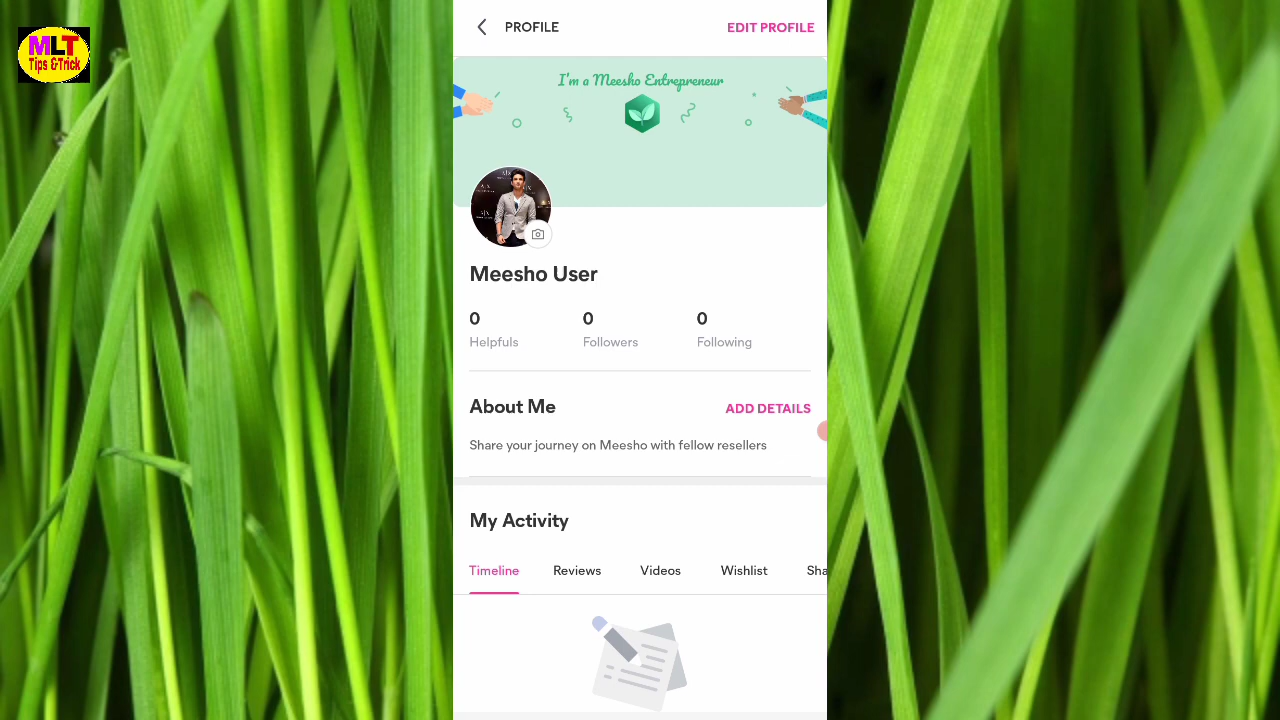 MLT
Tips &Trick
PROFILE
EDIT PROFILE
I'm a Meesho Entrepreneur
Meesho User
0
0
0
Helpfuls
Followers
Following
About Me
ADD DETAILS
Share your journey on Meesho with fellow resellers
My Activity
Timeline
Reviews
Videos
Wishlist
Sha